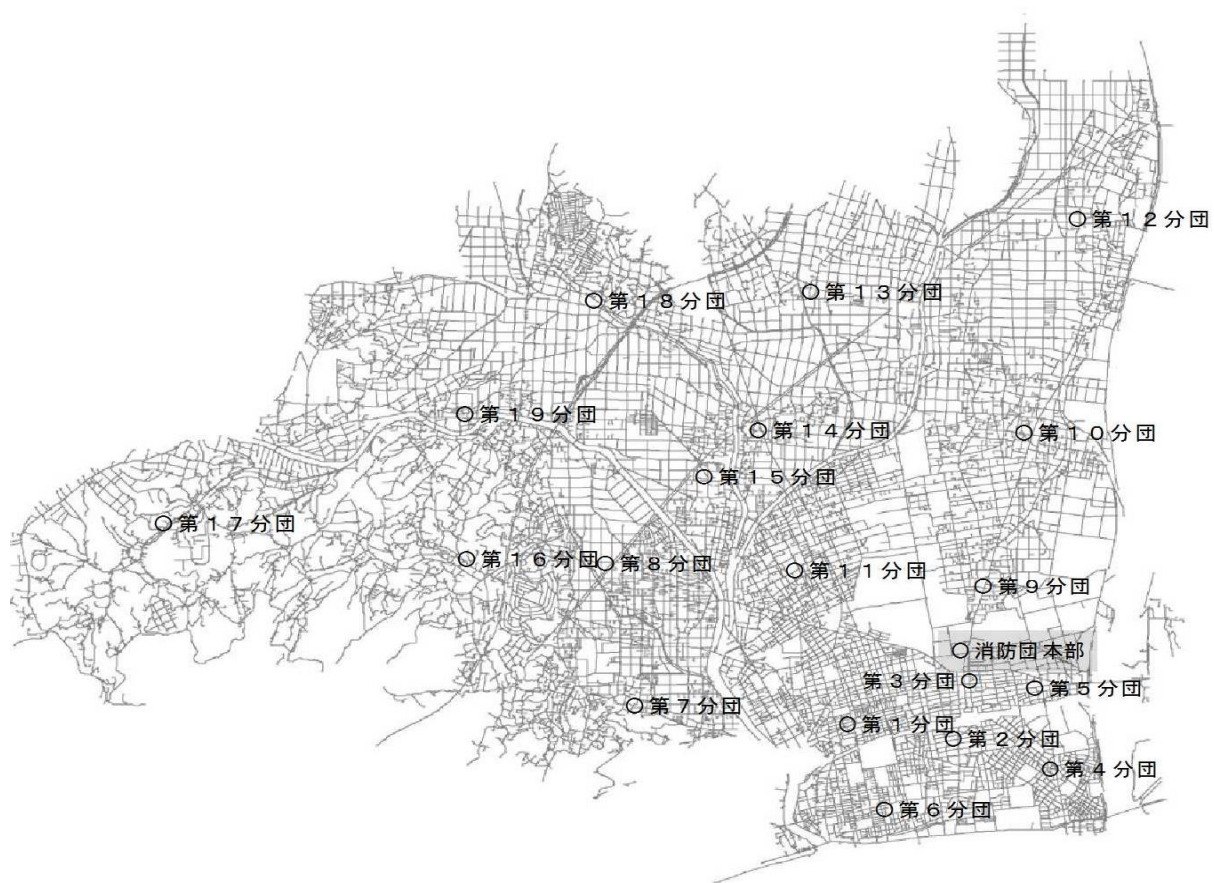 第１２分団
第１３分団
第１８分団
第１９分団
第１４分団
第１０分団
第１５分団
第１７分団
第１６分団
第８分団
第１１分団
第９分団
消防団本部
第３分団
第５分団
第７分団
第１分団
第２分団
第４分団
第６分団